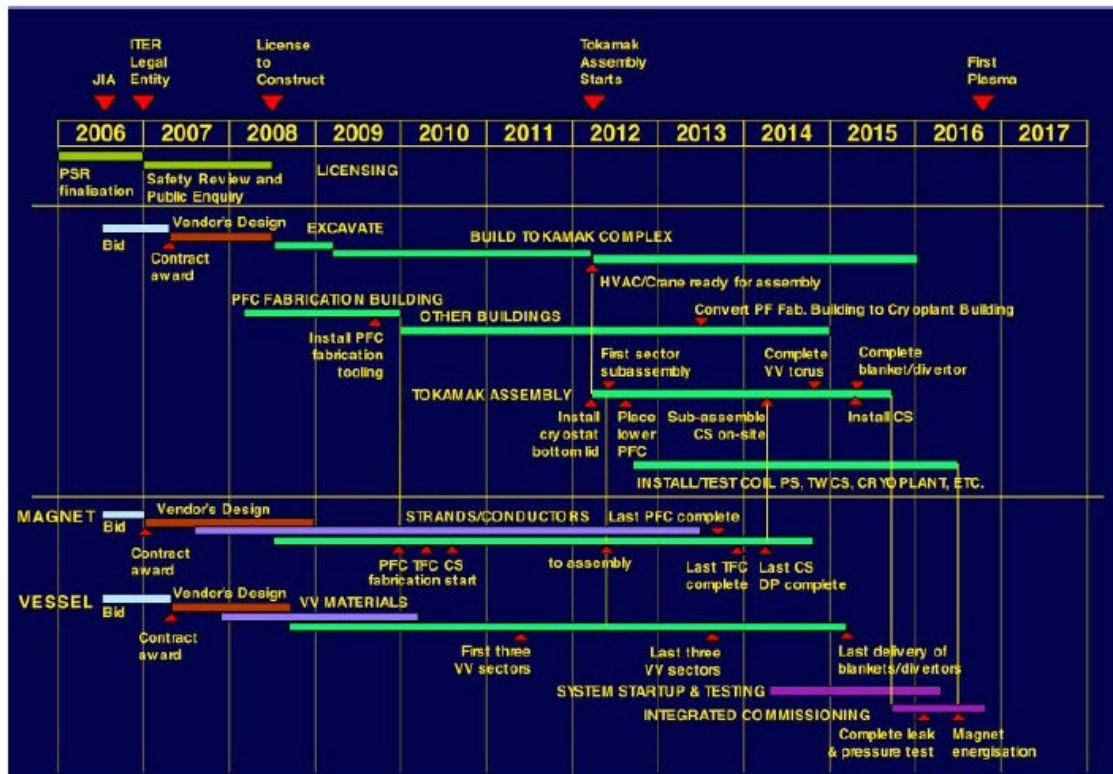 ITER
Legal
Entity
JIA
License
to
Construct
Tokamak
Assembly
Starts
First
Plasma
2006 2007 2008 2009 2010 2011 2012 2013 2014 2015 2016 2017
PSR
finalisation
Safety Review and
Public Enquiry
LICENSING
Bid
Vendor's Design
Contract
award
EXCAVATE
BUILD TOKAMAK COMPLEX
HVAC/Crane ready for assembly
PFC FABRICATION BUILDING
Install PFC
fabrication
tooling
OTHER BUILDINGS
Convert PF Fab. Building to Cryoplant Building
First sector
subassembly
Complete
VV torus
Complete
blanket/divertor
TOKAMAK ASSEMBLY
Install
cryostat
bottom lid
Place
lower
PFC
Sub-assemble
CS on-site
Install CS
INSTALL/TEST COIL PS, TWCS, CRYOPLANT, ETC.
MAGNET
Bid
Vendor's Design
Contract
award
STRANDS/CONDUCTORS
Last PFC complete
PFC TFC CS
fabrication start
to assembly
Last TFC
complete
Last CS
DP complete
VESSEL
Bid
Vendor's Design
Contract
award
VV MATERIALS
First three
VV sectors
Last three
VV sectors
Last delivery of
blankets/divertors
SYSTEM STARTUP & TESTING
INTEGRATED COMMISSIONING
Complete leak
& pressure test
Magnet
energisation